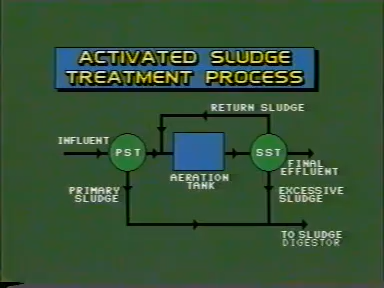 ACTIVATED SLUDGE
TREATMENT PROCESS
RETURN SLUDGE
INFLUENT
PST
SST
AERATION
TANK
FINAL
EFFLUENT
PRIMARY
SLUDGE
EXCESSIVE
SLUDGE
TO SLUDGE
DIGESTOR